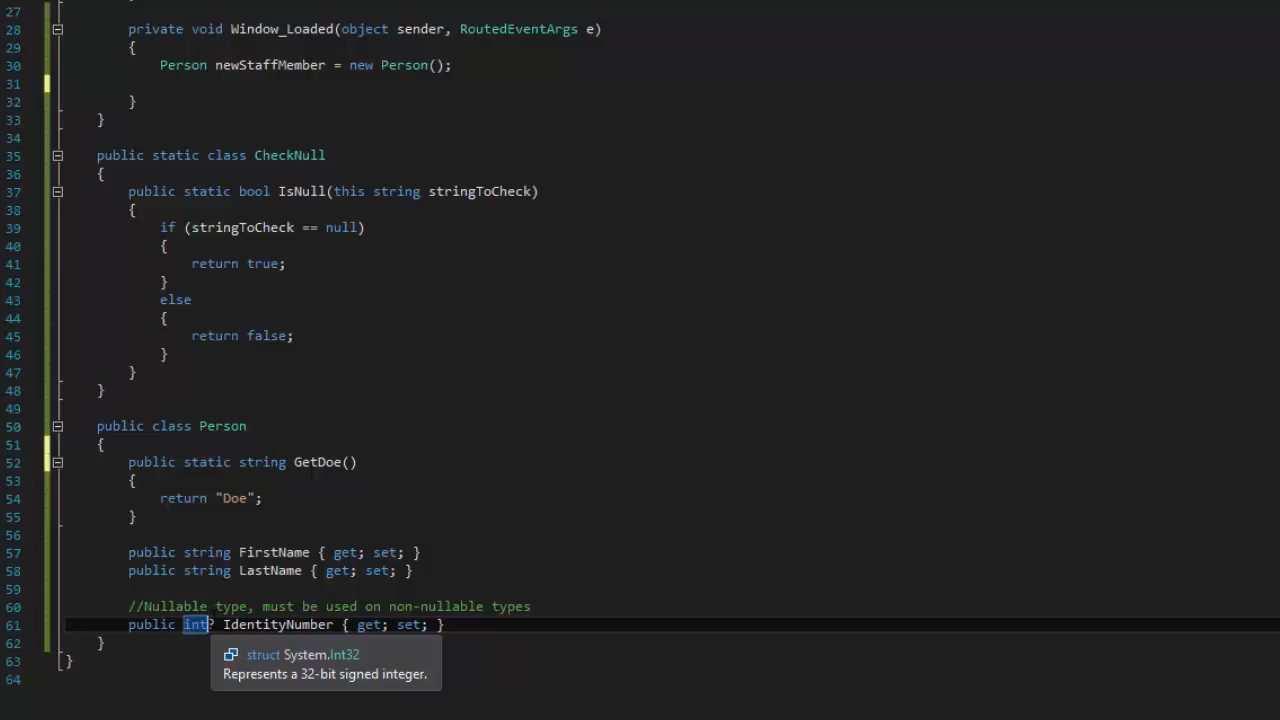 27
28 private void Window_Loaded(object sender, RoutedEventArgs e)
29 {
30 Person newStaffMember = new Person();
31
32 }
33 }
34
35 public static class CheckNull
36 {
37 public static bool IsNull(this string stringToCheck)
38 {
39 if (stringToCheck == null)
40 {
41 return true;
42 }
43 else
44 {
45 return false;
46 }
47 }
48 }
49
50 public class Person
51 {
52 public static string GetDoe()
53 {
54 return "Doe";
55 }
56
57 public string FirstName { get; set; }
58 public string LastName { get; set; }
59
60 //Nullable type, must be used on non-nullable types
61 public int? IdentityNumber { get; set; }
62 }
struct System.Int32
63 }
Represents a 32-bit signed integer.
64